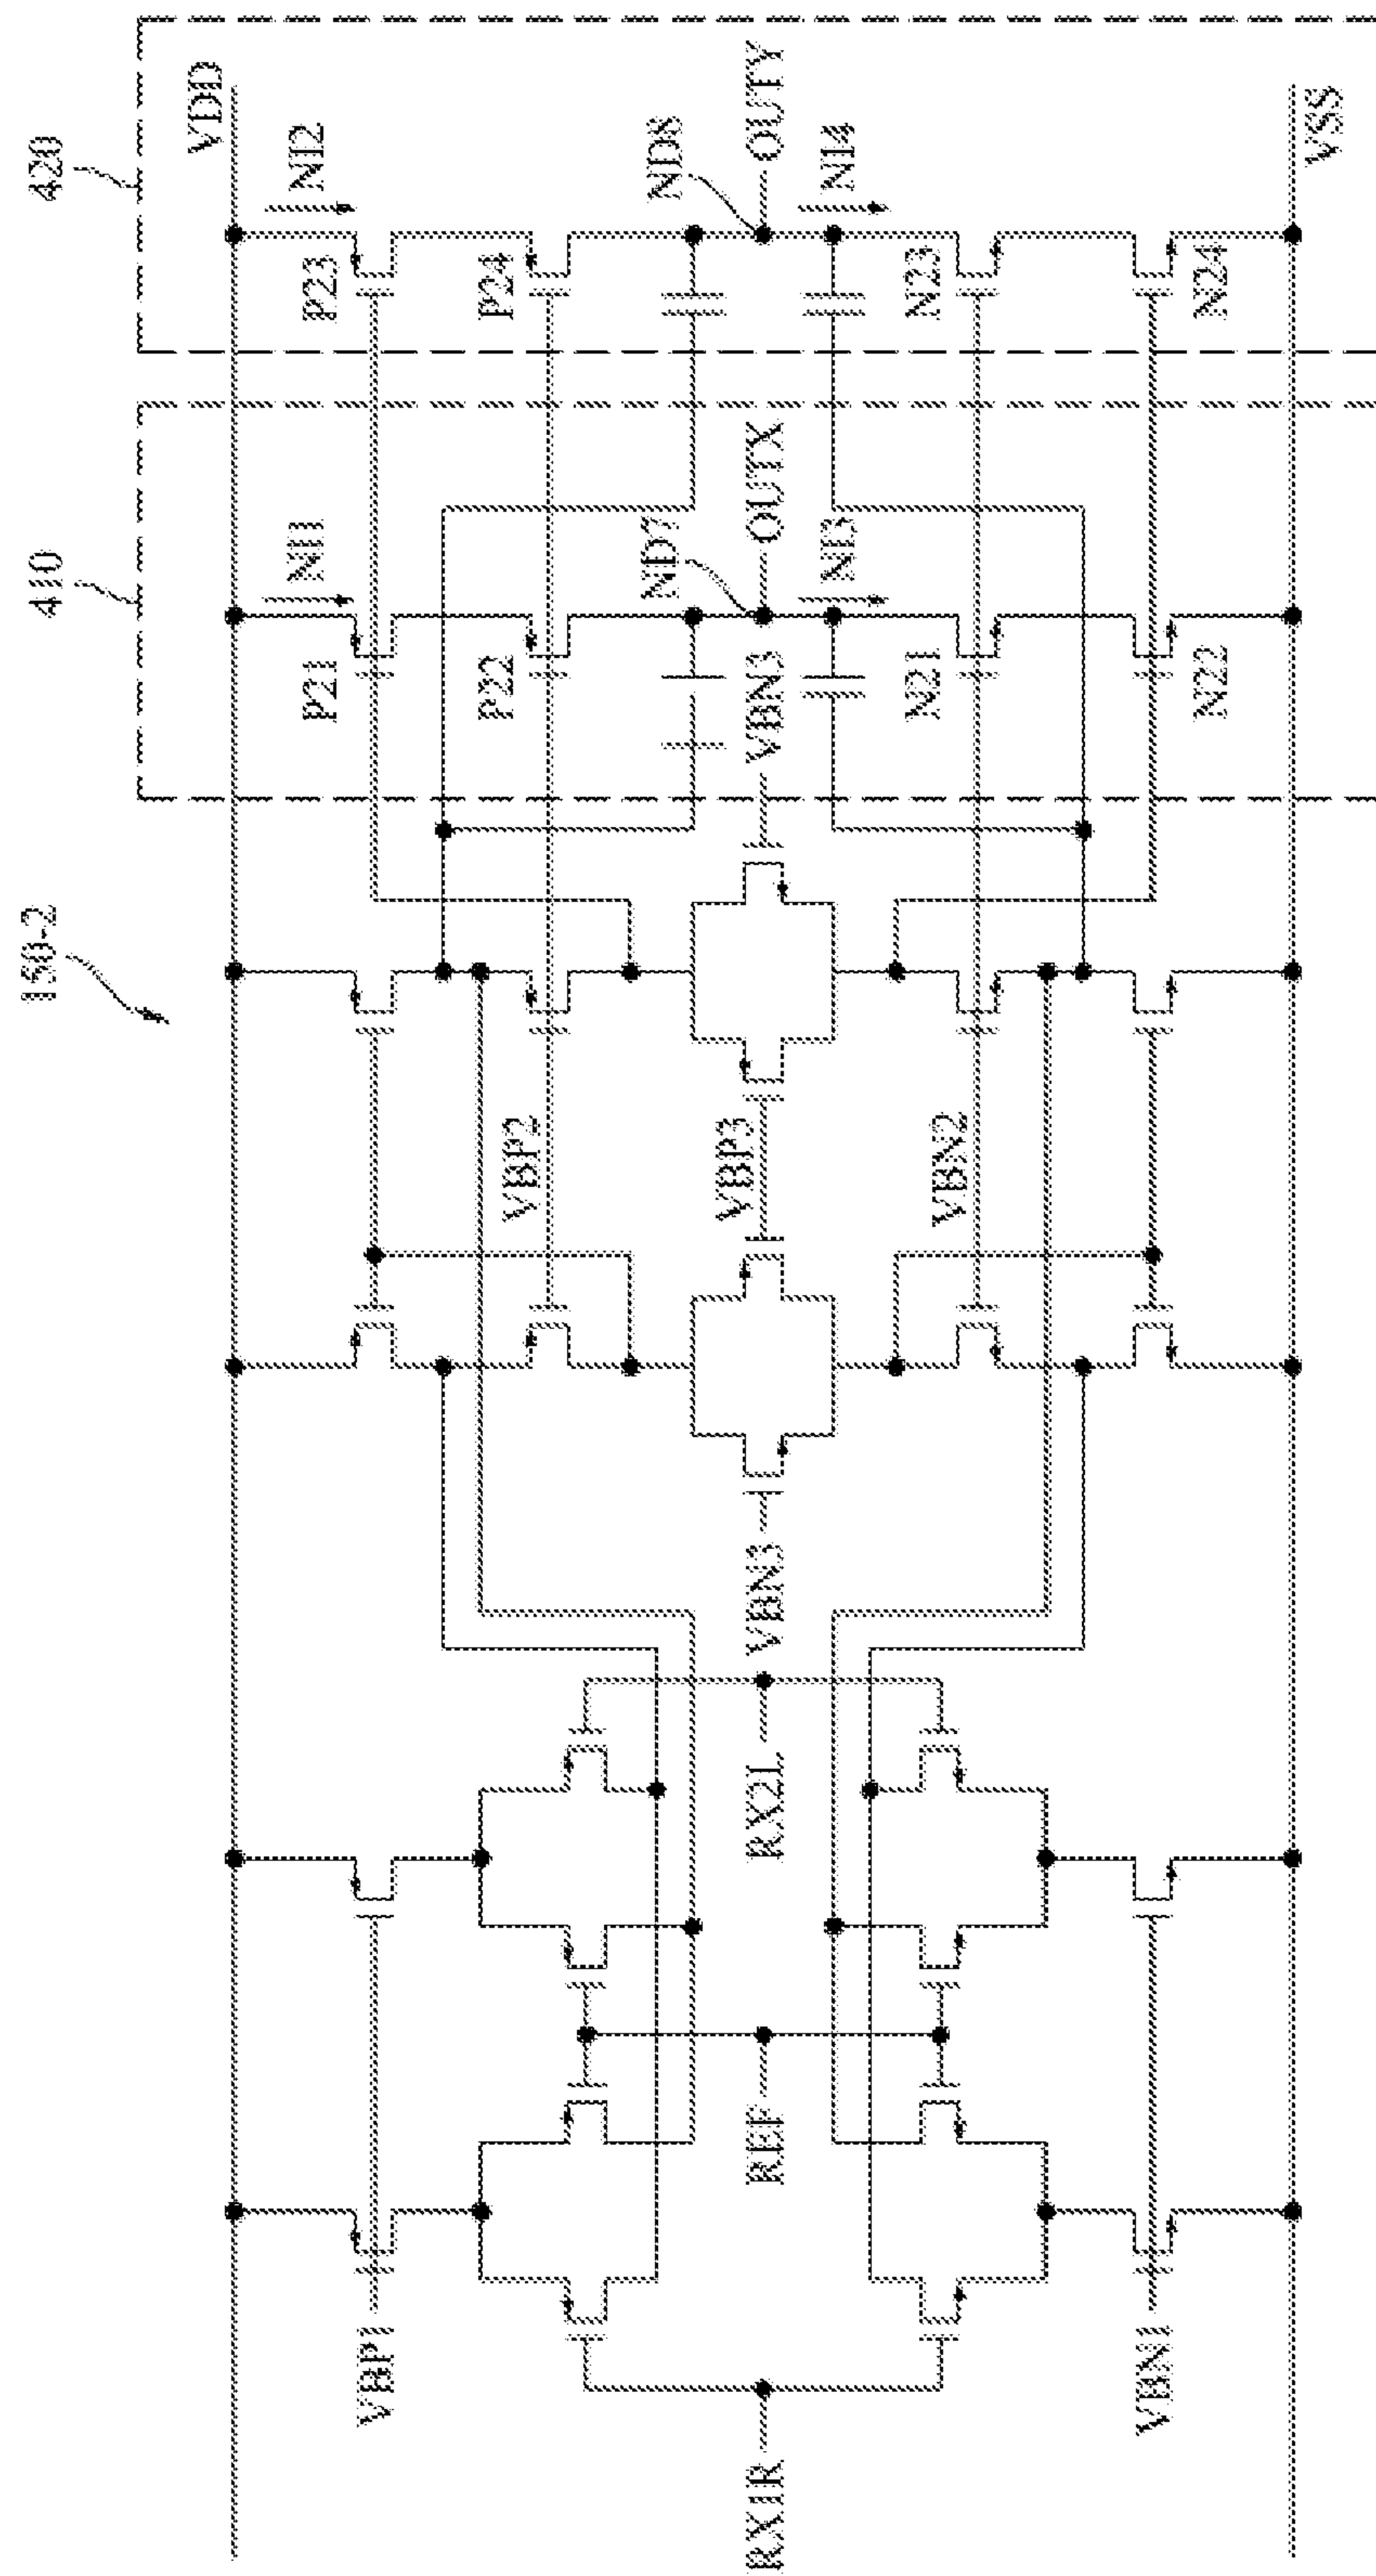 150-2
410
420
VDD
NI1
NI2
P21
P23
VBP1
VBP2
P22
P24
ND7
ND8
RX1R
REF
RX2L
VBN3
VBP3
VBN3
OUTX
OUTY
NI3
NI4
VBN2
N21
N23
VBN1
N22
N24
VSS